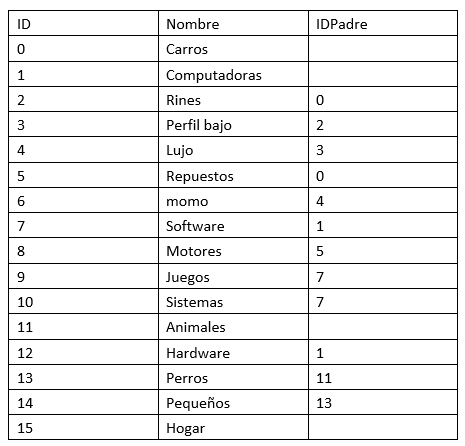 ID Nombre IDPadre
0 Carros
1 Computadoras
2 Rines 0
3 Perfil bajo 2
4 Lujo 3
5 Repuestos 0
6 momo 4
7 Software 1
8 Motores 5
9 Juegos 7
10 Sistemas 7
11 Animales
12 Hardware 1
13 Perros 11
14 Pequeños 13
15 Hogar